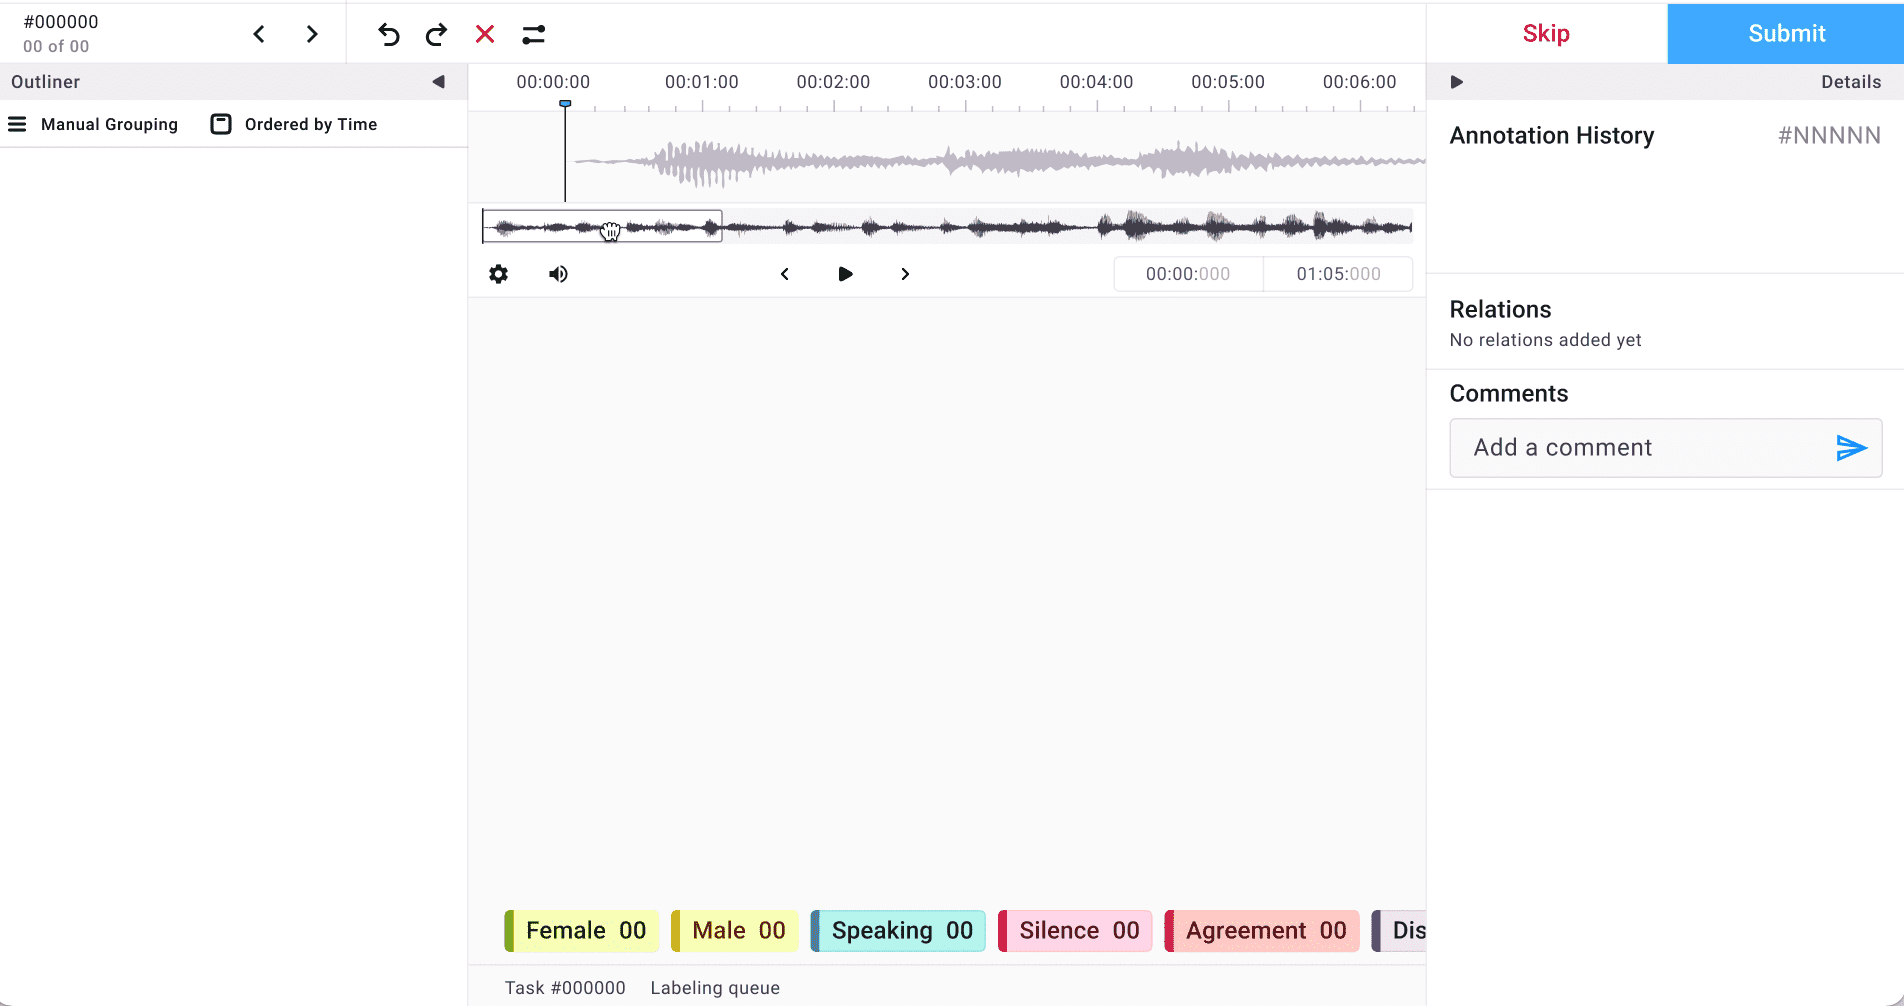 #000000
00 of 00
Skip
Submit
Outliner
Manual Grouping
Ordered by Time
00:00:00 00:01:00 00:02:00 00:03:00 00:04:00 00:05:00 00:06:00
00:00:000
01:05:000
Female 00
Male 00
Speaking 00
Silence 00
Agreement 00
Dis
Task #000000
Labeling queue
Details
Annotation History
#NNNNN
Relations
No relations added yet
Comments
Add a comment